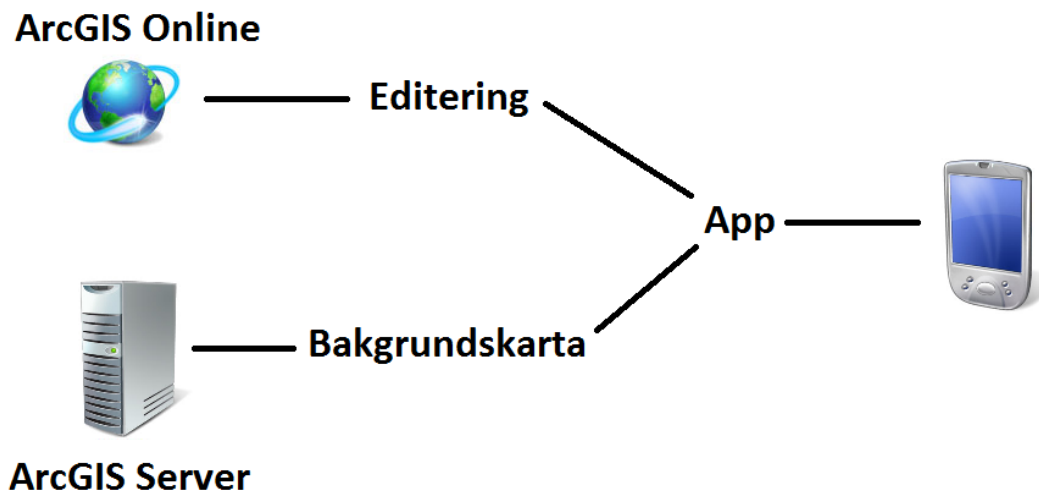 ArcGIS Online
Editering
App
Bakgrundskarta
ArcGIS Server